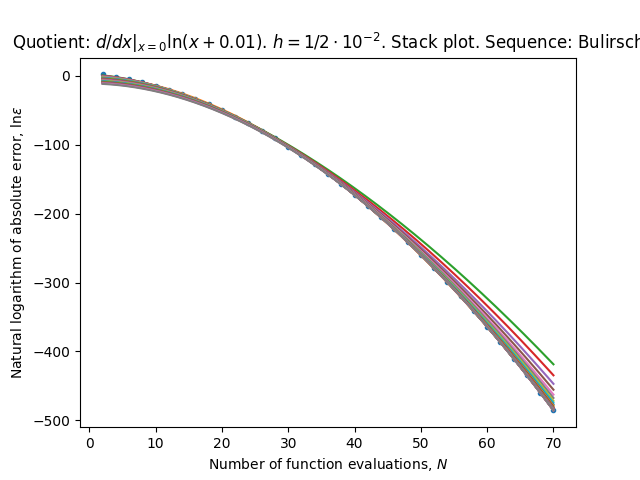 Quotient: d/dx|ₓ₌₀ln(x + 0.01). h = 1/2 · 10⁻². Stack plot. Sequence: Bulirsch
0
−100
−200
−300
−400
−500
Natural logarithm of absolute error, lnε
0 10 20 30 40 50 60 70
Number of function evaluations, N